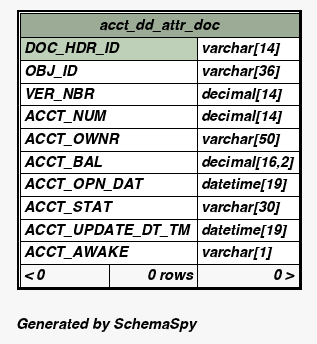 acct_dd_attr_doc
DOC_HDR_ID varchar[14]
OBJ_ID varchar[36]
VER_NBR decimal[14]
ACCT_NUM decimal[14]
ACCT_OWNR varchar[50]
ACCT_BAL decimal[16,2]
ACCT_OPN_DAT datetime[19]
ACCT_STAT varchar[30]
ACCT_UPDATE_DT_TM datetime[19]
ACCT_AWAKE varchar[1]
< 0 0 rows 0 >
Generated by SchemaSpy